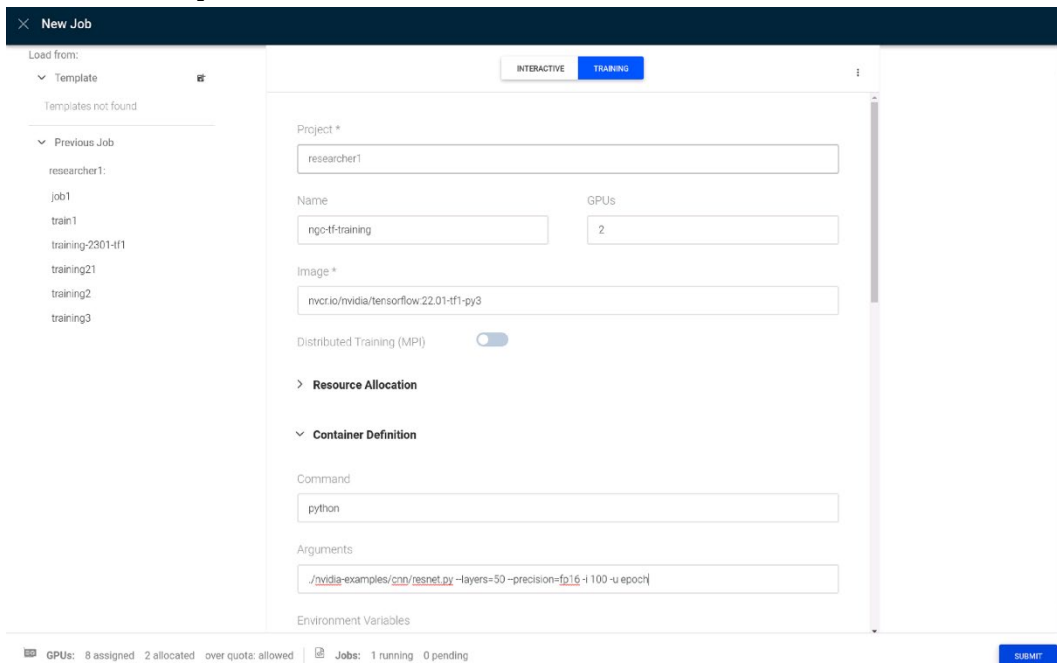 New Job
Load from:
Template
Templates not found
Previous Job
researcher1:
job1
train1
training-2301-tf1
training21
training2
training3
INTERACTIVE TRAINING
Project *
researcher1
Name GPUs
ngc-tf-training 2
Image *
nvcr.io/nvidia/tensorflow:22.01-tf1-py3
Distributed Training (MPI)
Resource Allocation
Container Definition
Command
python
Arguments
./nvidia-examples/cnn/resnet.py --layers=50 --precision=fp16 -i 100 -u epoch
Environment Variables
GPUs: 8 assigned 2 allocated over quota: allowed Jobs: 1 running 0 pending SUBMIT